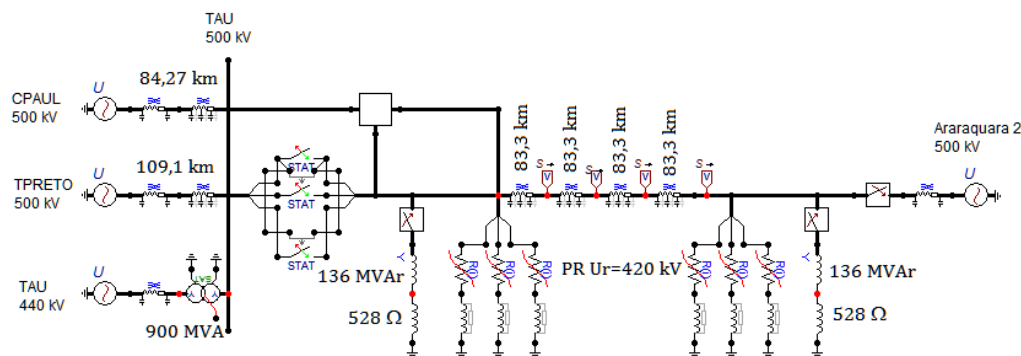 TAU
500 kV
CPAUL
500 kV
U
84,27 km
TPRETO
500 kV
U
109,1 km
TAU
440 kV
U
SAT
Y
Y
900 MVA
STAT
STAT
STAT
83,3 km
83,3 km
83,3 km
83,3 km
S
V
S
V
S
V
S
V
Araraquara 2
500 kV
U
Y
136 MVAr
528 Ω
R(i)
R(i)
R(i)
PR Ur=420 kV
R(i)
R(i)
R(i)
Y
136 MVAr
528 Ω